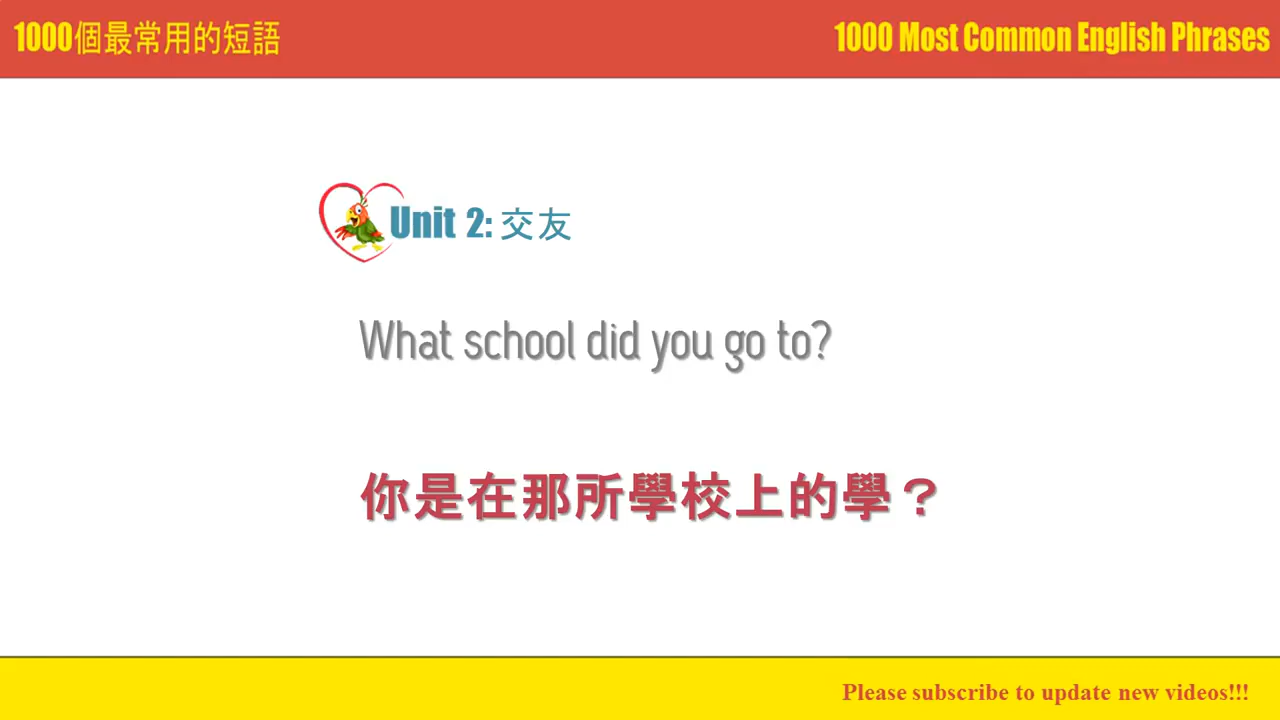 1000個最常用的短語
1000 Most Common English Phrases
Unit 2: 交友
What school did you go to?
你是在那所學校上的學？
Please subscribe to update new videos!!!